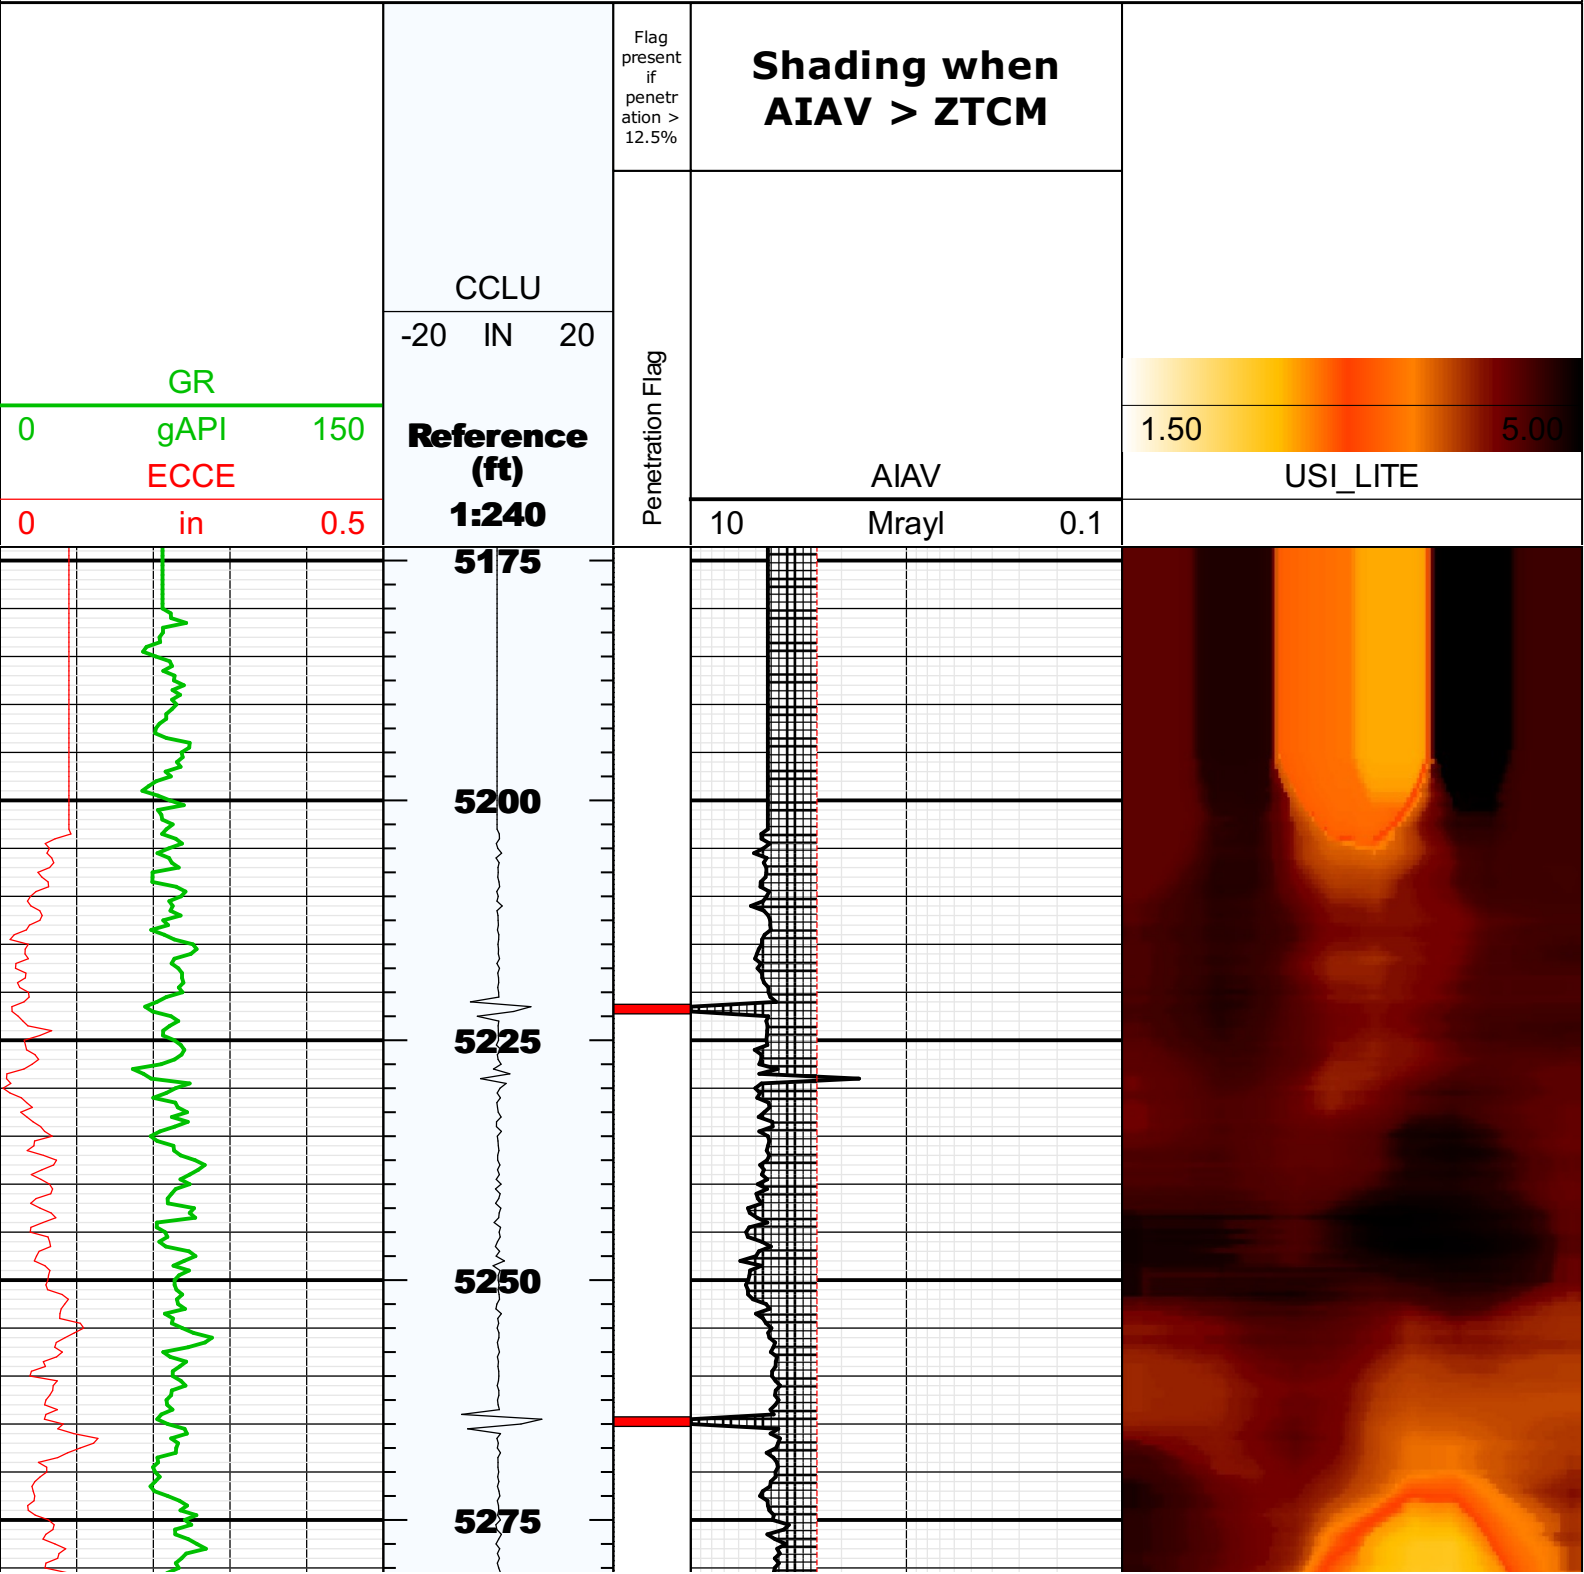 Flag
present
if
penetr
ation >
12.5%
Shading when
AIAV > ZTCM
CCLU
-20 IN 20
GR
0 gAPI 150
ECCE
0 in 0.5
Reference
(ft)
1:240
Penetration Flag
AIAV
10 Mrayl 0.1
1.50 5.00
USI_LITE
5175
5200
5225
5250
5275